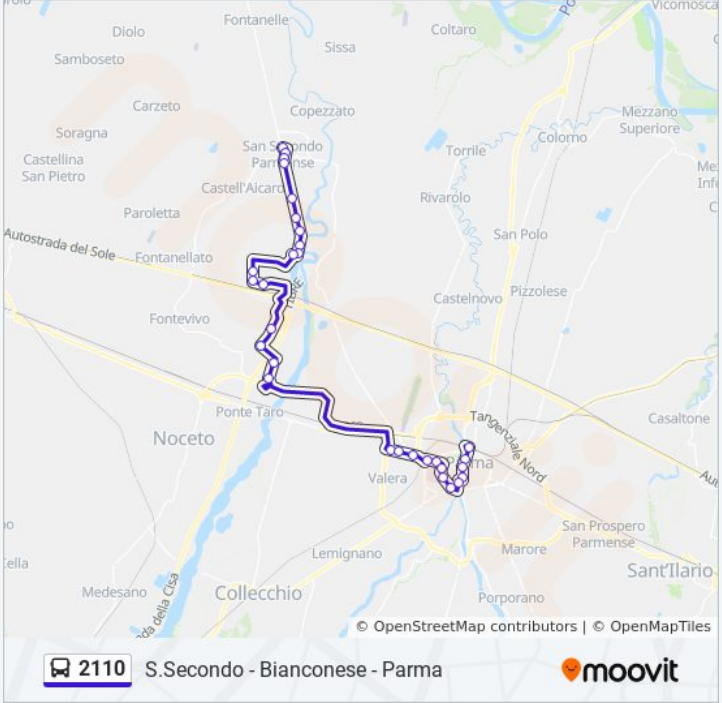 Fontanelle
Vicomosca
Diolo
Coltaro
Sissa
Samboseto
Carzeto
Copezzato
Mezzano
Superiore
Soragna
Colorno
San Secondo
Parmense
Torrile
Castellina
San Pietro
Castell'Aicardi
Rivarolo
Paroletta
San Polo
Autostrada del Sole
Fontanellato
Castelnovo
Pizzolese
Fontevivo
Ponte Taro
Casaltone
Tangenziale Nord
Noceto
Parma
Valera
San Prospero
Parmense
Lemignano
Marore
Sant'Ilario
Medesano
Collecchio
Porporano
© OpenStreetMap contributors | © OpenMapTiles
2110 S.Secondo - Bianconese - Parma
moovit